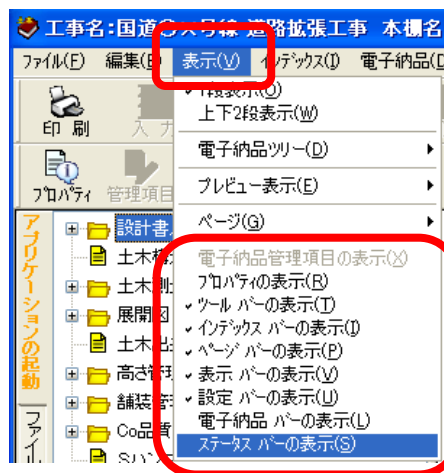 工事名:国道 号線 道路拡張工事 本棚名
ファイル(F) 編集(E) 表示(V) インデックス(I) 電子納品(D
印 刷
入 力
プロパティ
管理項目
アプリケーションの起動
ファイル
設計書
土木
土木
展開図
土木
高さ管理
舗装管
Co品質
1段表示(O)
上下2段表示(W)
電子納品ツリー(D)
プレビュー表示(E)
ページ(G)
電子納品管理項目の表示(X)
プロパティの表示(R)
ツール バーの表示(T)
インデックス バーの表示(I)
ページ バーの表示(P)
表示 バーの表示(V)
設定 バーの表示(U)
電子納品 バーの表示(L)
ステータス バーの表示(S)